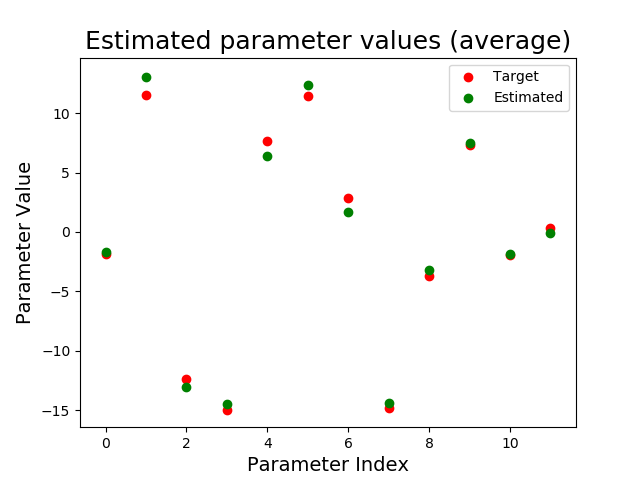 Estimated parameter values (average)
Target
Estimated
10
5
0
−5
−10
−15
Parameter Value
0 2 4 6 8 10
Parameter Index